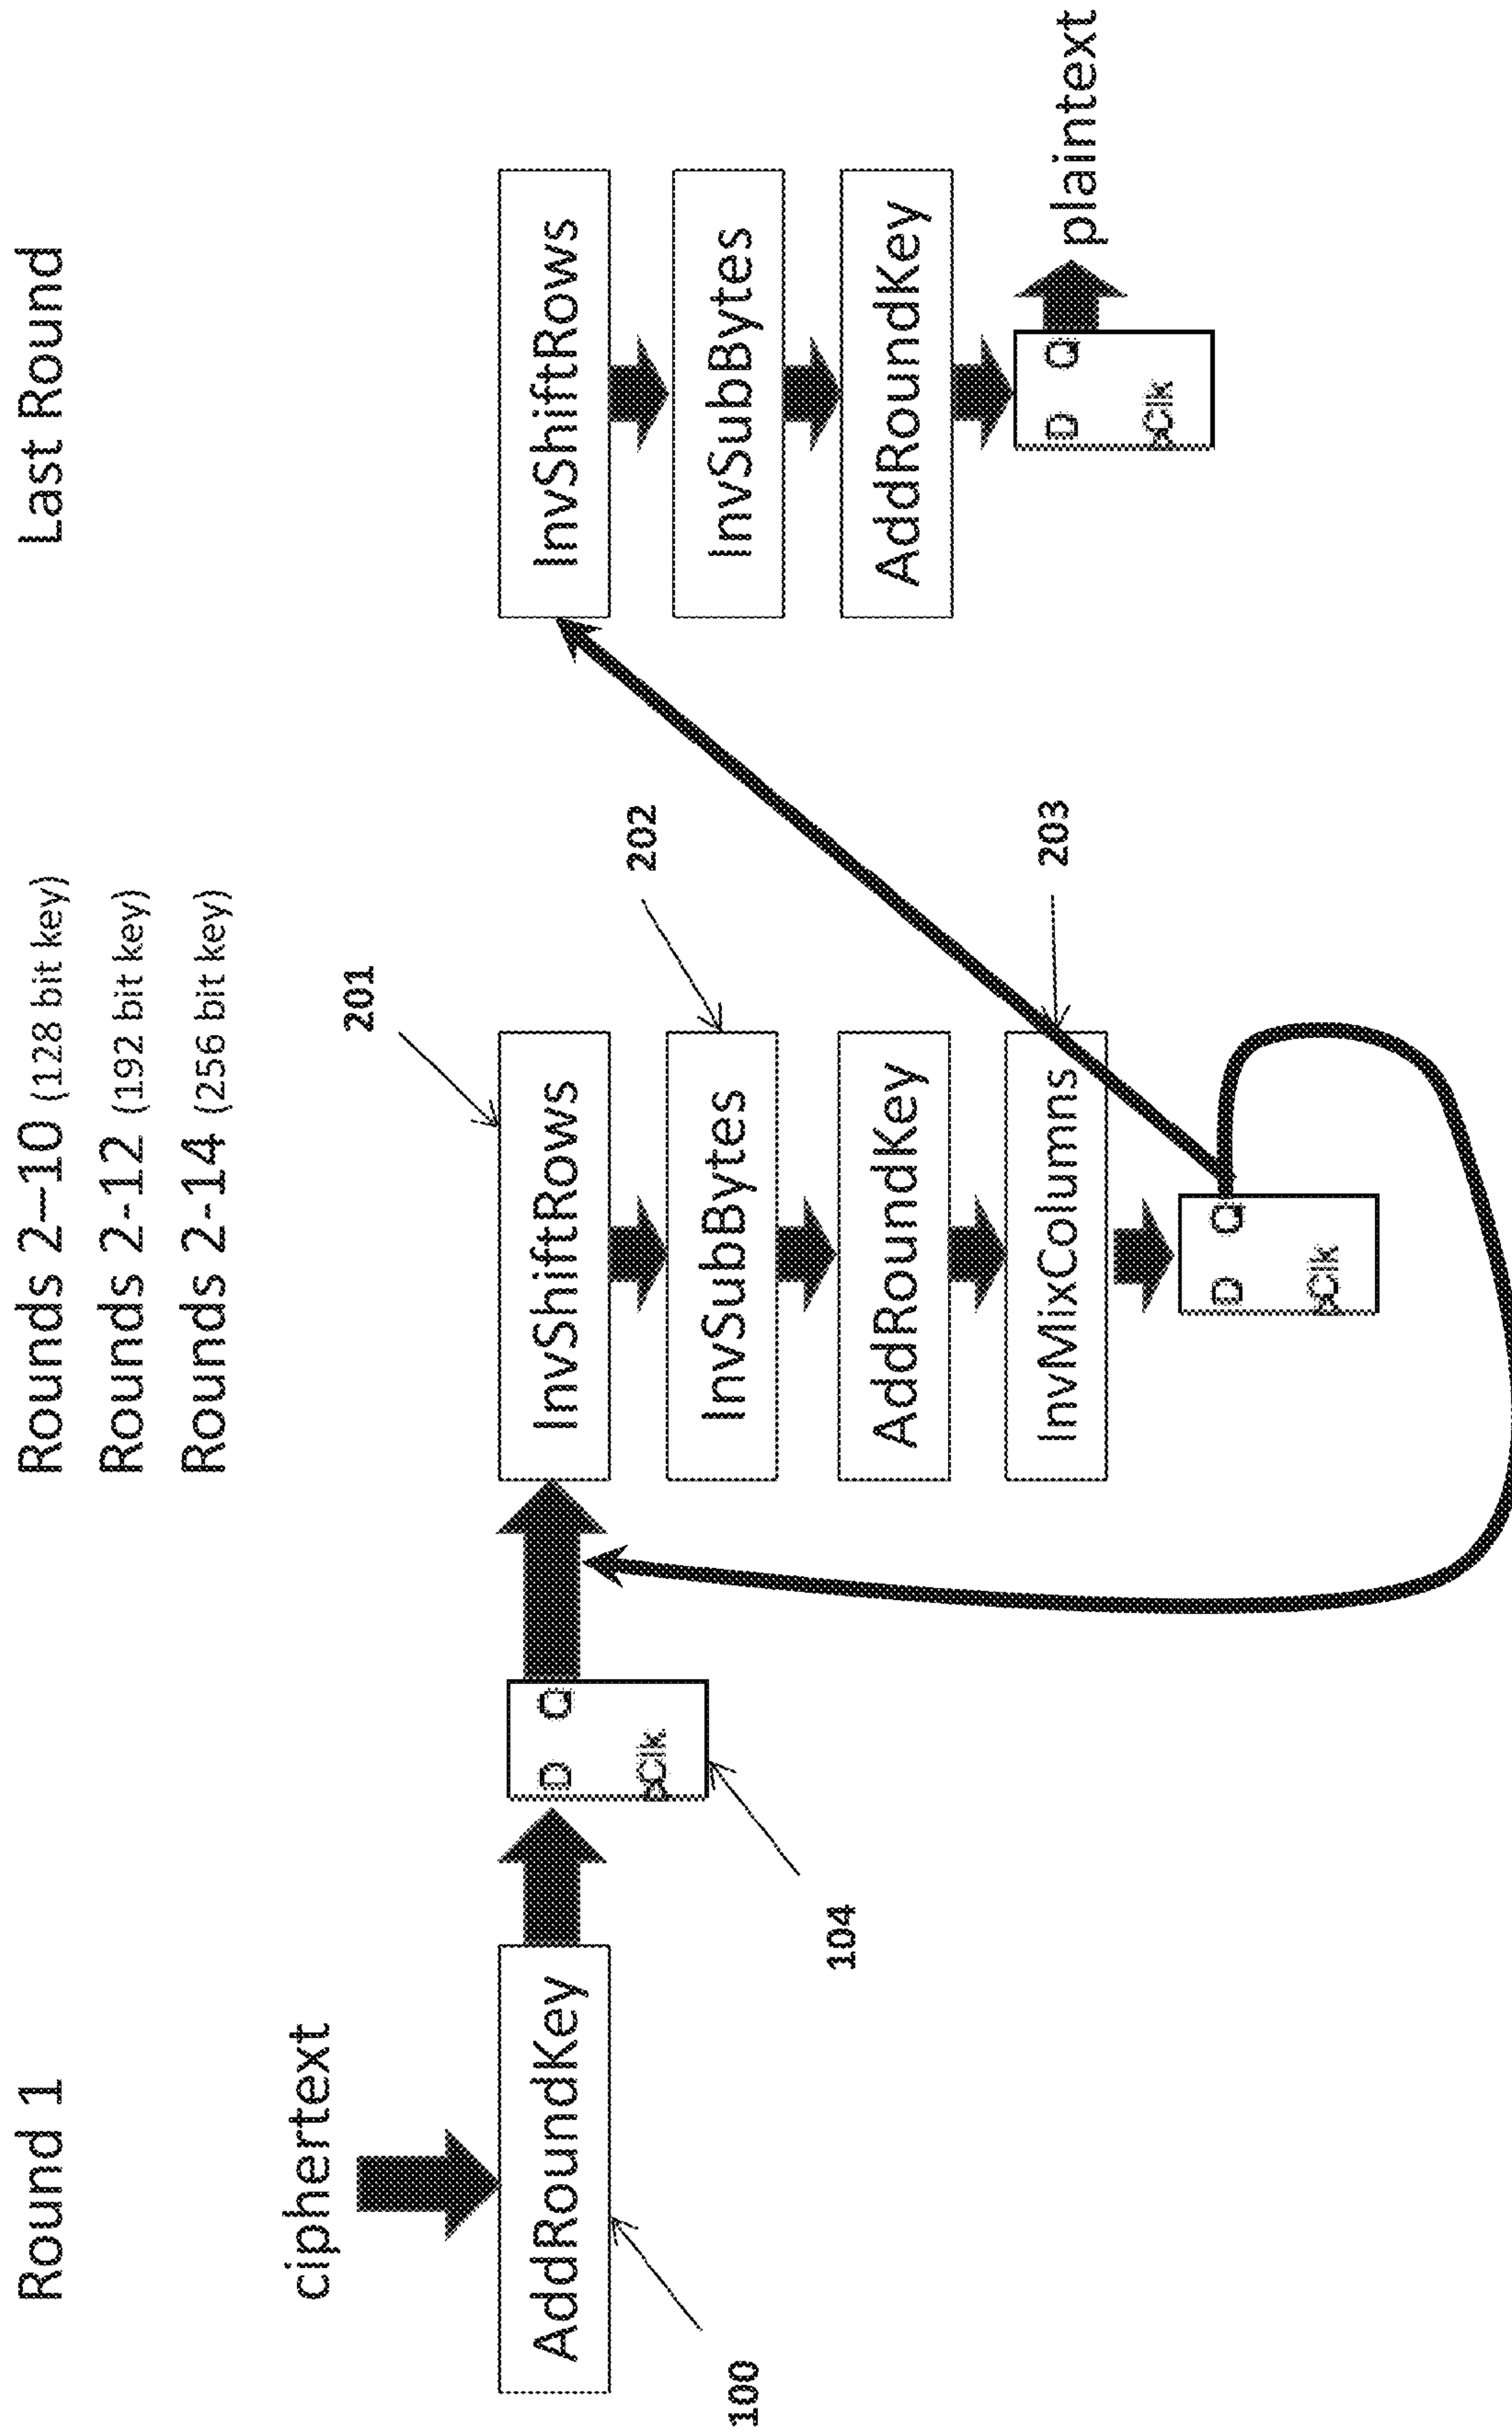 Round 1
Rounds 2–10 (128 bit key)
Rounds 2-12 (192 bit key)
Rounds 2-14 (256 bit key)
Last Round
ciphertext
AddRoundKey
100
D Q
Clk
104
201
InvShiftRows
202
InvSubBytes
AddRoundKey
203
InvMixColumns
D Q
Clk
InvShiftRows
InvSubBytes
AddRoundKey
D Q
Clk
plaintext